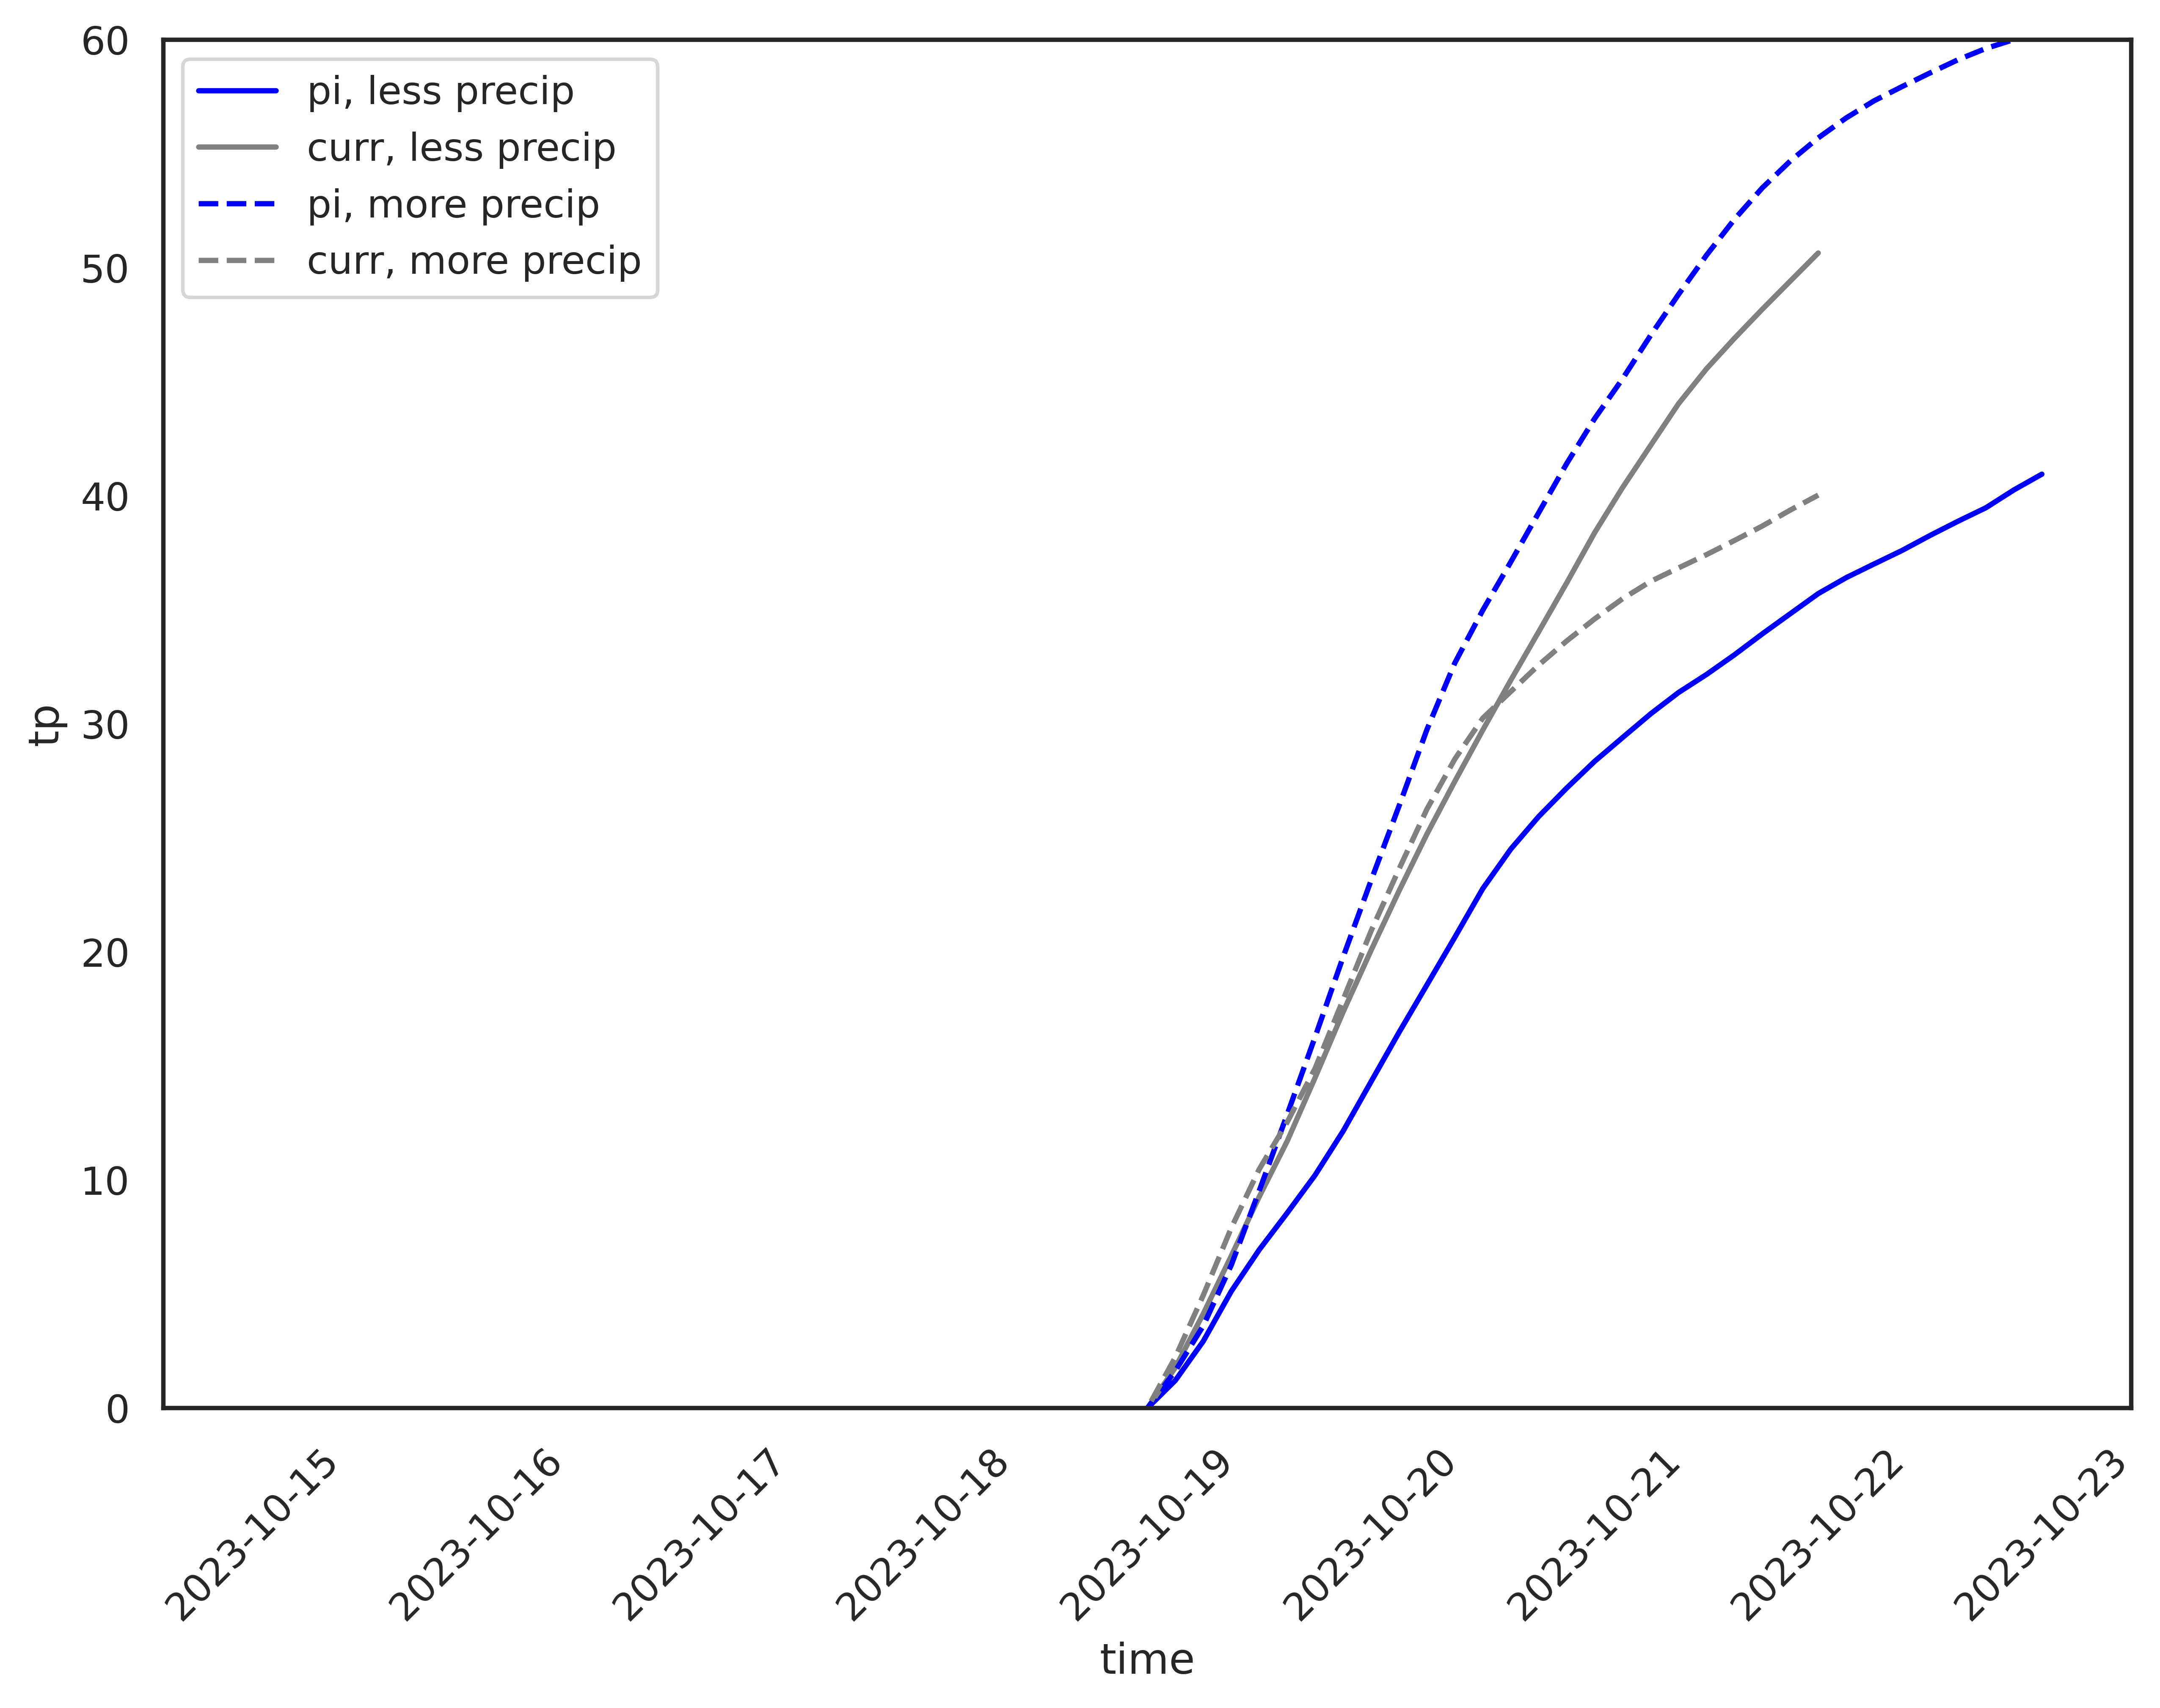 60
50
40
30
20
10
0
tp
pi, less precip
curr, less precip
pi, more precip
curr, more precip
2023-10-15
2023-10-16
2023-10-17
2023-10-18
2023-10-19
2023-10-20
2023-10-21
2023-10-22
2023-10-23
time